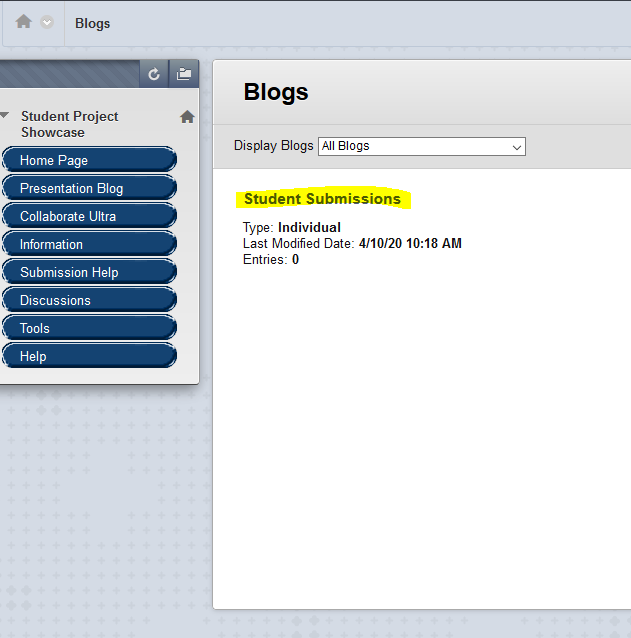 Blogs
Student Project
Showcase
Home Page
Presentation Blog
Collaborate Ultra
Information
Submission Help
Discussions
Tools
Help
Blogs
Display Blogs All Blogs
Student Submissions
Type: Individual
Last Modified Date: 4/10/20 10:18 AM
Entries: 0